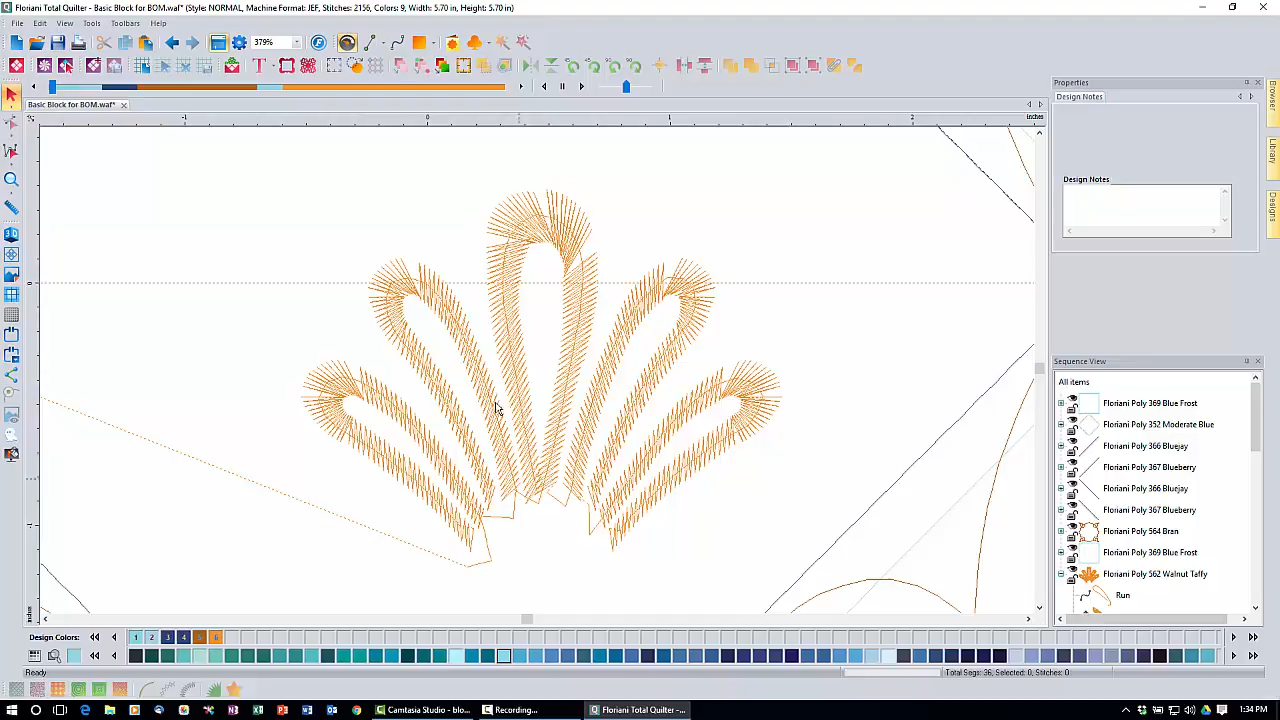 Floriani Total Quilter - Basic Block for BOM.waf* (Style: NORMAL, Machine Format: JEF, Stitches: 2156, Colors: 9, Width: 5.70 in, Height: 5.70 in)
File Edit View Tools Toolbars Help
379%
Basic Block for BOM.waf*
-1 0 1 2 inches
0
-1
inches
Properties
Design Notes
Design Notes
Browser
Library
Designs
Sequence View
All items
Floriani Poly 369 Blue Frost
Floriani Poly 352 Moderate Blue
Floriani Poly 366 Bluejay
Floriani Poly 367 Blueberry
Floriani Poly 366 Bluejay
Floriani Poly 367 Blueberry
Floriani Poly 564 Bran
Floriani Poly 369 Blue Frost
Floriani Poly 562 Walnut Taffy
Run
Design Colors: 1 2 3 4 5 6
Ready
Total Segs: 36, Selected: 0, Stitches: 0
Camtasia Studio - blo...
Recording...
Floriani Total Quilter -...
1:34 PM